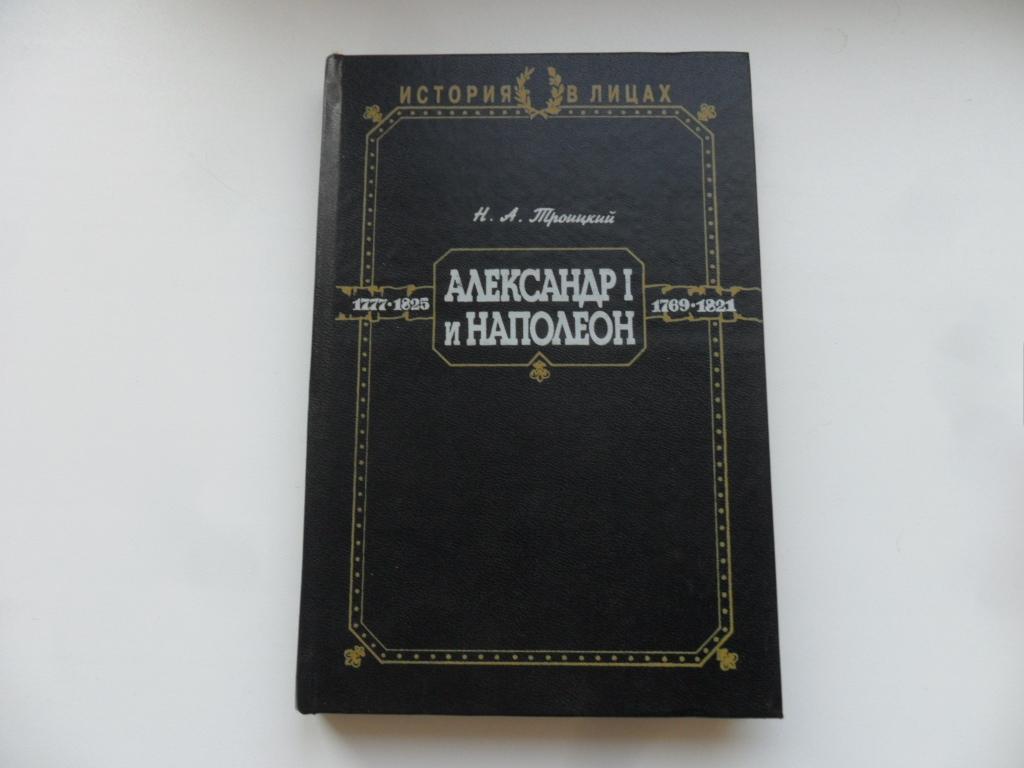 ИСТОРИЯ В ЛИЦАХ
Н. А. Троицкий
АЛЕКСАНДР I
1777·1825
1769·1821
и НАПОЛЕОН